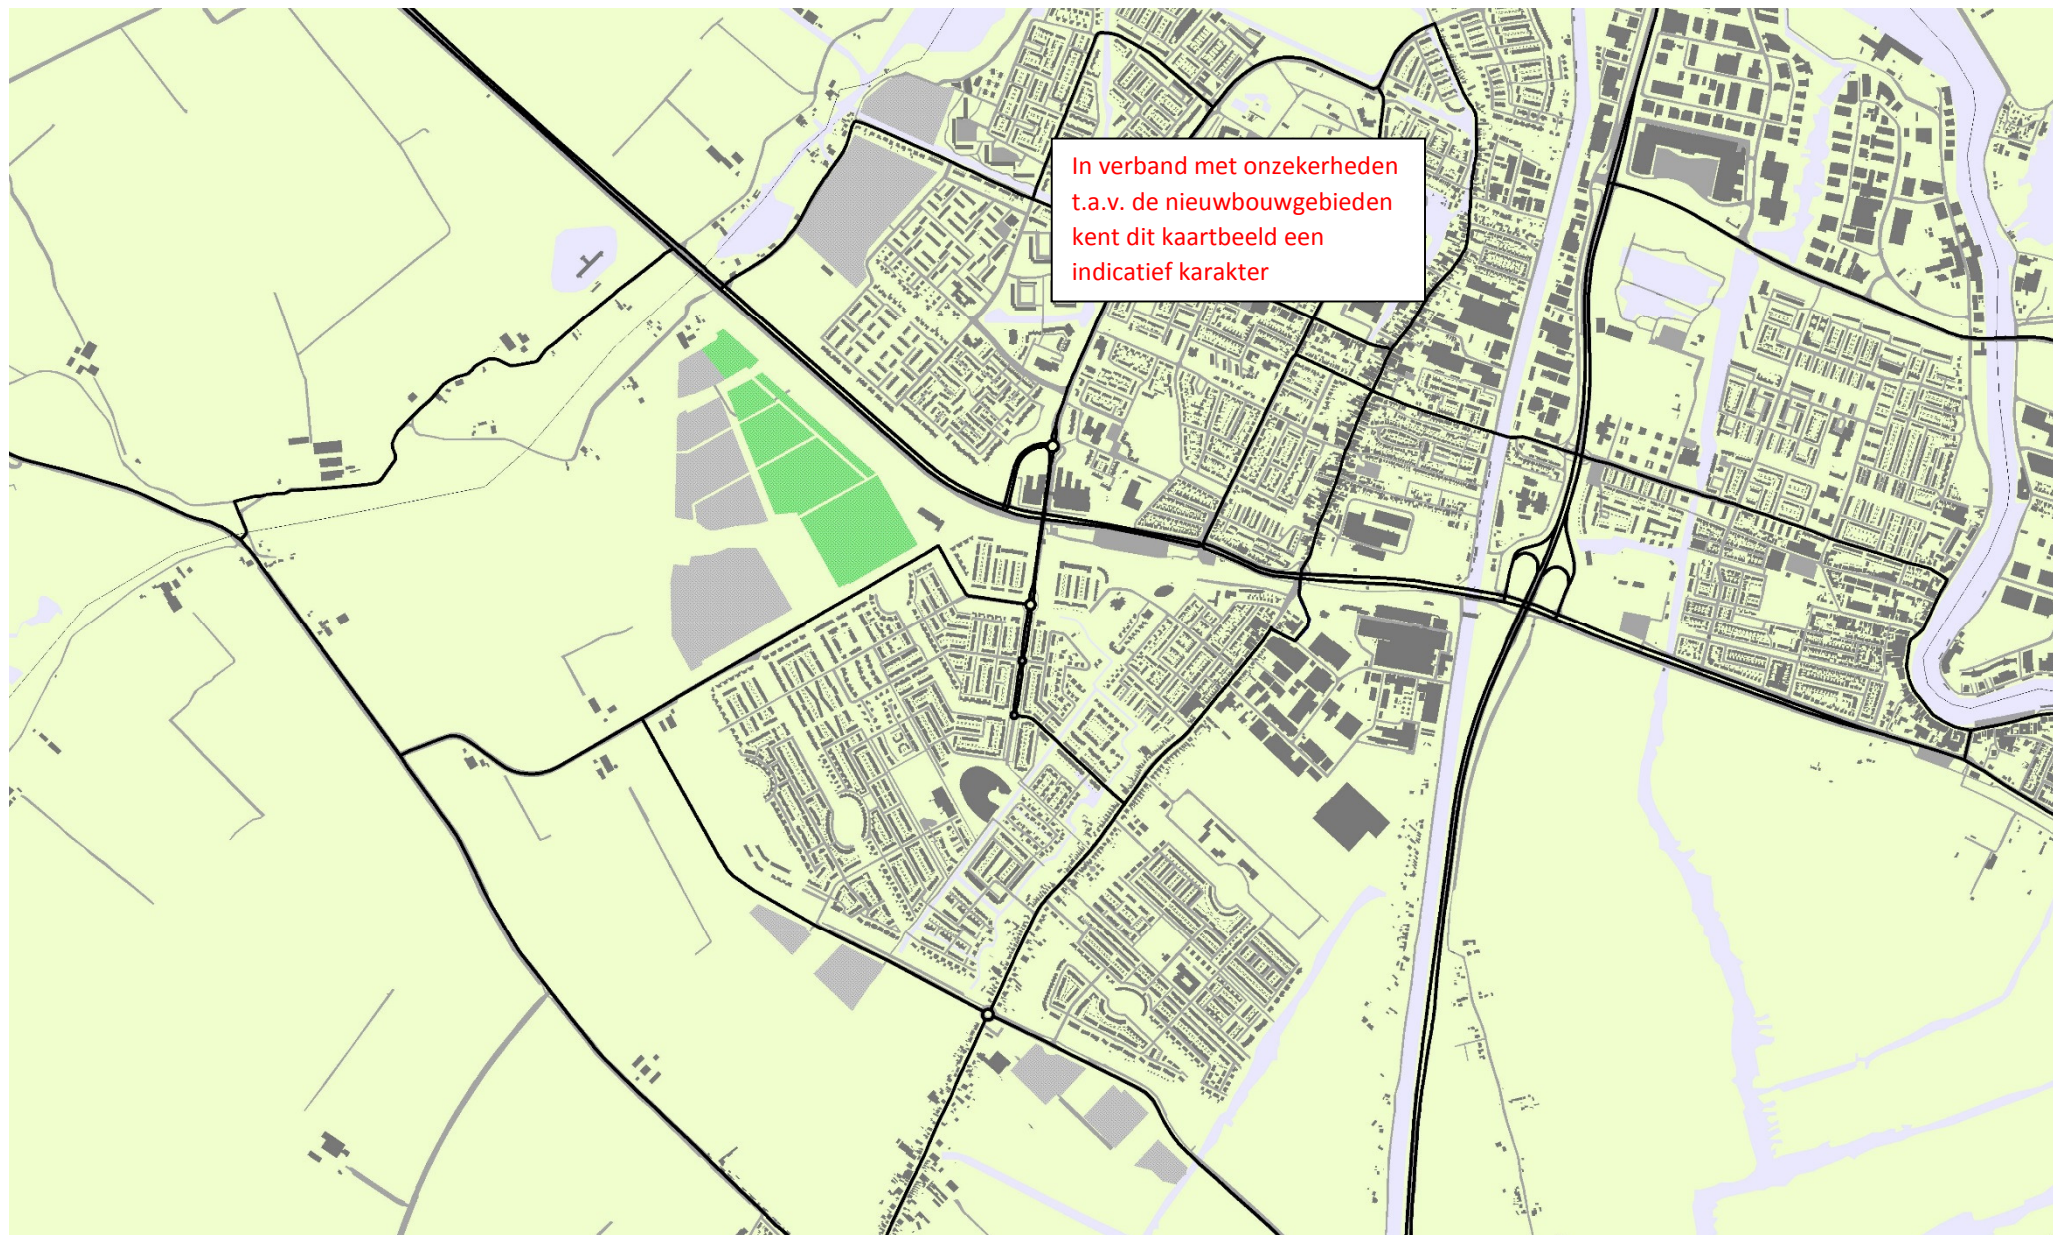 In verband met onzekerheden
t.a.v. de nieuwbouwgebieden
kent dit kaartbeeld een
indicatief karakter